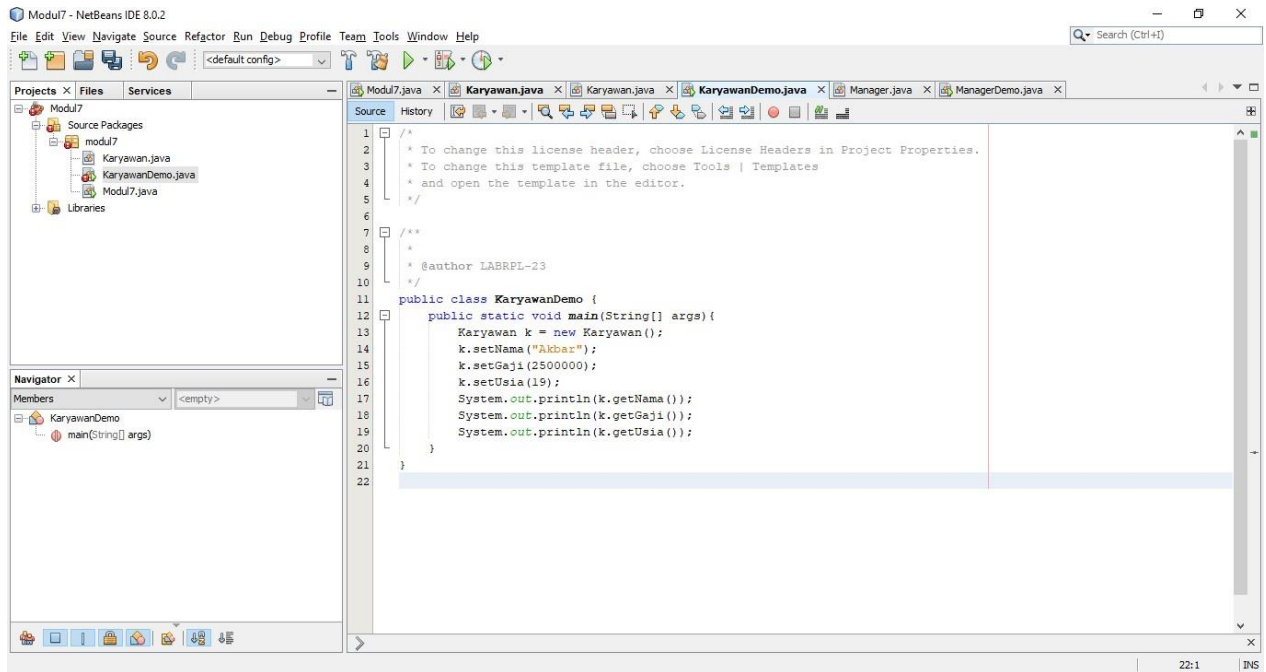 Modul7 - NetBeans IDE 8.0.2
File Edit View Navigate Source Refactor Run Debug Profile Team Tools Window Help
Search (Ctrl+I)
<default config>
Projects Files Services
Modul7
Source Packages
modul7
Karyawan.java
KaryawanDemo.java
Modul7.java
Libraries
Navigator
Members <empty>
KaryawanDemo
main(String[] args)
Modul7.java Karyawan.java Karyawan.java KaryawanDemo.java Manager.java ManagerDemo.java
Source History
1 /*
2 * To change this license header, choose License Headers in Project Properties.
3 * To change this template file, choose Tools | Templates
4 * and open the template in the editor.
5 */
6
7 /**
8 *
9 * @author LABRPL-23
10 */
11 public class KaryawanDemo {
12 public static void main(String[] args){
13 Karyawan k = new Karyawan();
14 k.setNama("Akbar");
15 k.setGaji(2500000);
16 k.setUsia(19);
17 System.out.println(k.getNama());
18 System.out.println(k.getGaji());
19 System.out.println(k.getUsia());
20 }
21 }
22
22:1 INS